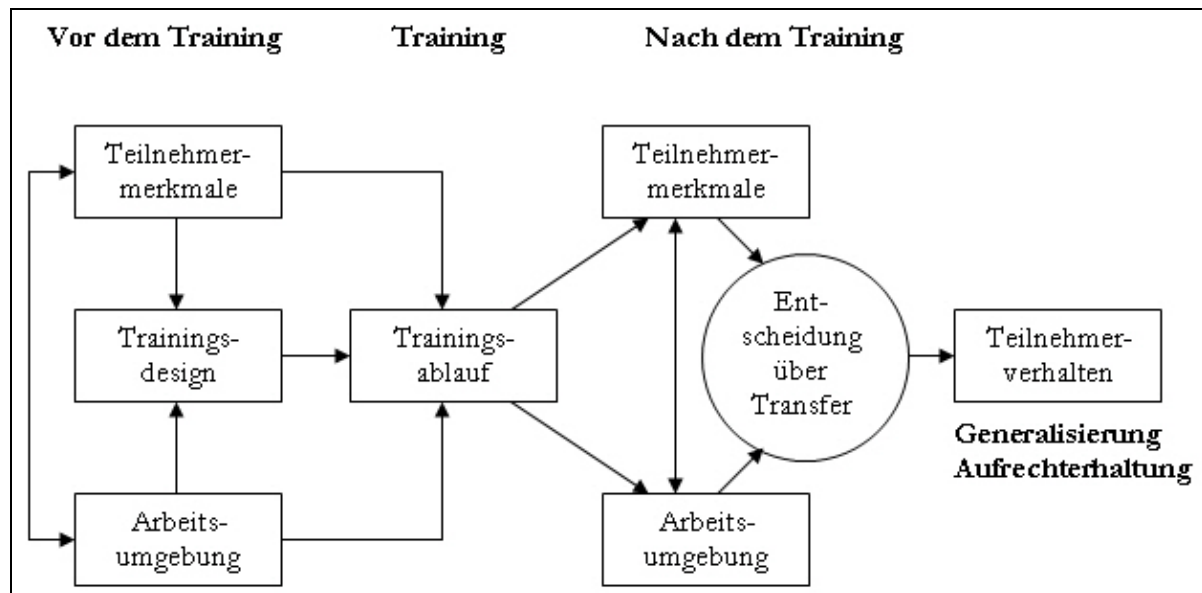 Vor dem Training
Training
Nach dem Training
Teilnehmer-
merkmale
Teilnehmer-
merkmale
Trainings-
design
Trainings-
ablauf
Ent-
scheidung
über
Transfer
Teilnehmer-
verhalten
Generalisierung
Aufrechterhaltung
Arbeits-
umgebung
Arbeits-
umgebung